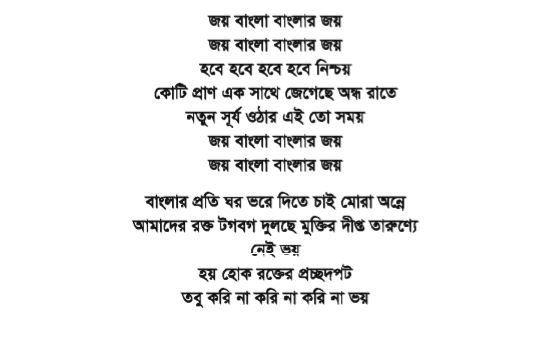 জয় বাংলা বাংলার জয়
জয় বাংলা বাংলার জয়
হবে হবে হবে হবে নিশ্চয়
কোটি প্রাণ এক সাথে জেগেছে অন্ধ রাতে
নতুন সূর্য ওঠার এই তো সময়
জয় বাংলা বাংলার জয়
জয় বাংলা বাংলার জয়
বাংলার প্রতি ঘর ভরে দিতে চাই মোরা অন্নে
আমাদের রক্ত টগবগ দুলছে মুক্তির দীপ্ত তারুণ্যে
নেই ভয়
হয় হোক রক্তের প্রচ্ছদপট
তবু করি না করি না করি না ভয়